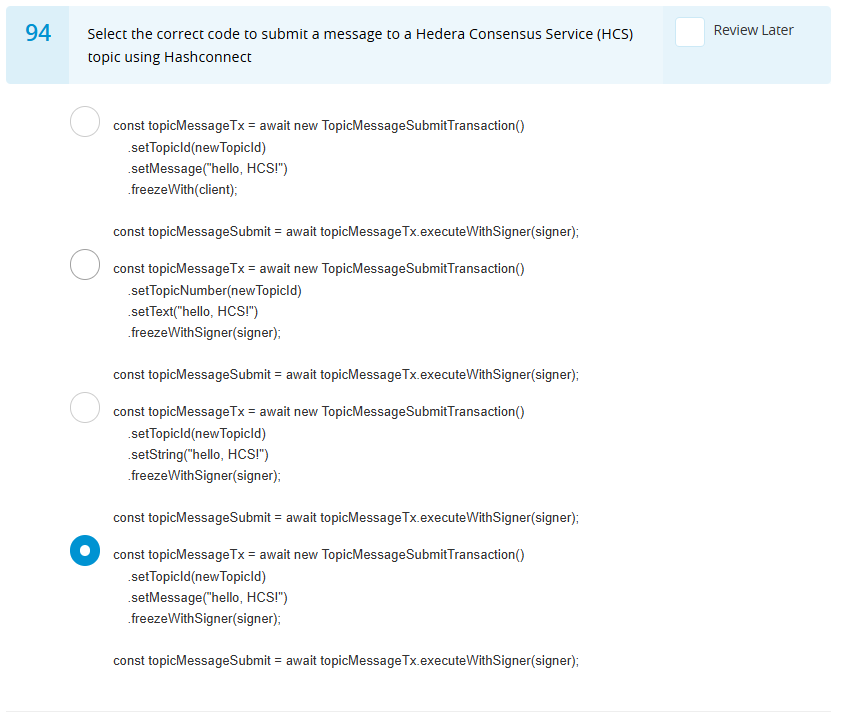 94
Select the correct code to submit a message to a Hedera Consensus Service (HCS)
topic using Hashconnect
Review Later
const topicMessageTx = await new TopicMessageSubmitTransaction()
.setTopicId(newTopicId)
.setMessage("hello, HCS!")
.freezeWith(client);
const topicMessageSubmit = await topicMessageTx.executeWithSigner(signer);
const topicMessageTx = await new TopicMessageSubmitTransaction()
.setTopicNumber(newTopicId)
.setText("hello, HCS!")
.freezeWithSigner(signer);
const topicMessageSubmit = await topicMessageTx.executeWithSigner(signer);
const topicMessageTx = await new TopicMessageSubmitTransaction()
.setTopicId(newTopicId)
.setString("hello, HCS!")
.freezeWithSigner(signer);
const topicMessageSubmit = await topicMessageTx.executeWithSigner(signer);
const topicMessageTx = await new TopicMessageSubmitTransaction()
.setTopicId(newTopicId)
.setMessage("hello, HCS!")
.freezeWithSigner(signer);
const topicMessageSubmit = await topicMessageTx.executeWithSigner(signer);